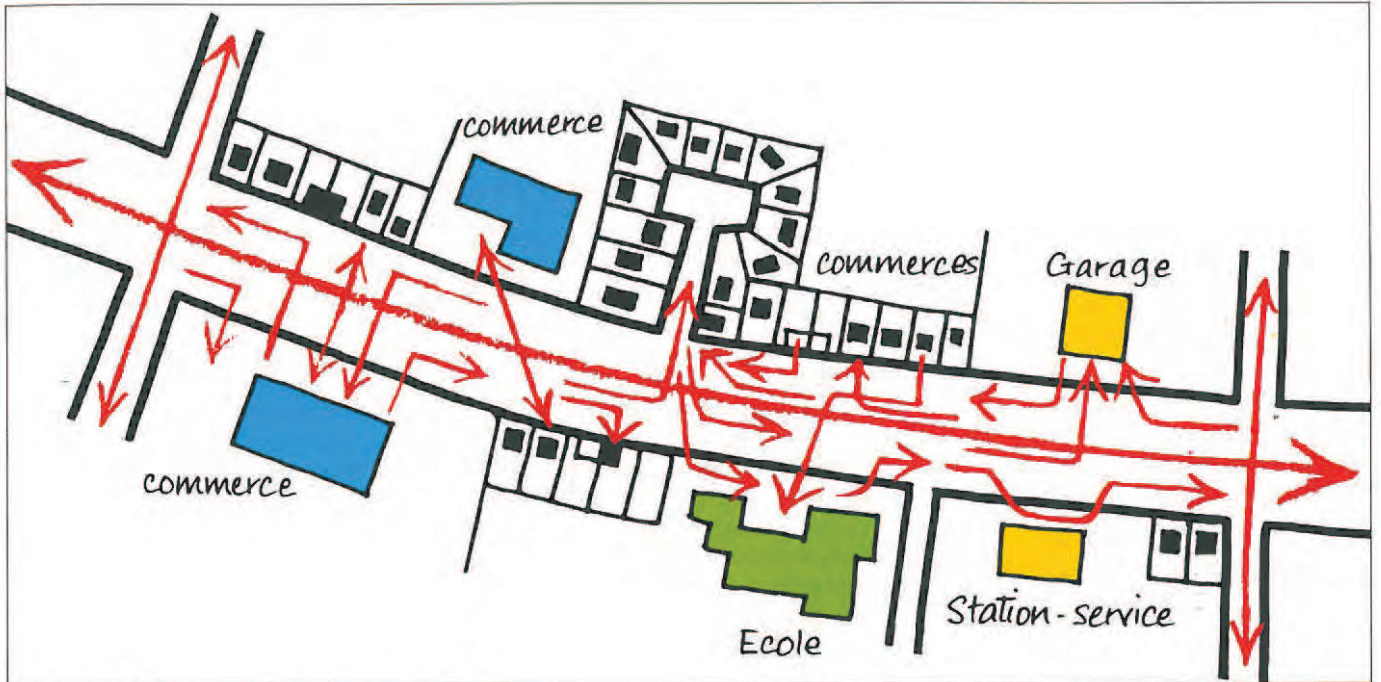 commerce
commerces
Garage
commerce
Station-service
Ecole